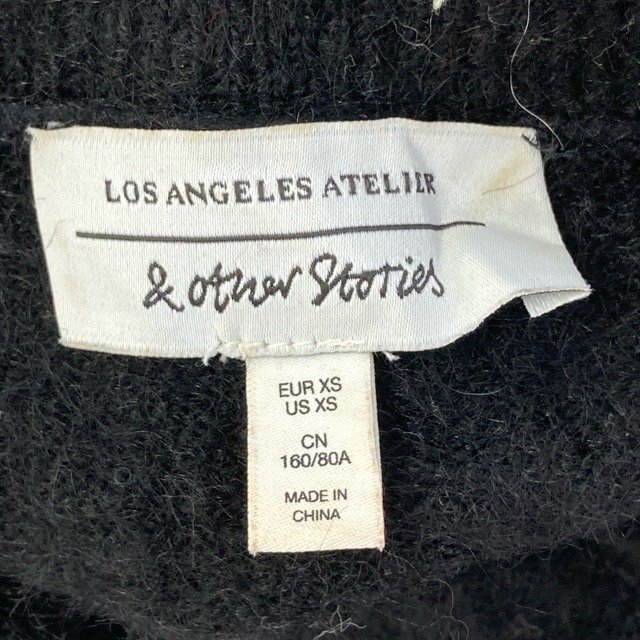 LOS ANGELES ATELIER
& other Stories
EUR XS
US XS
CN
160/80A
MADE IN
CHINA